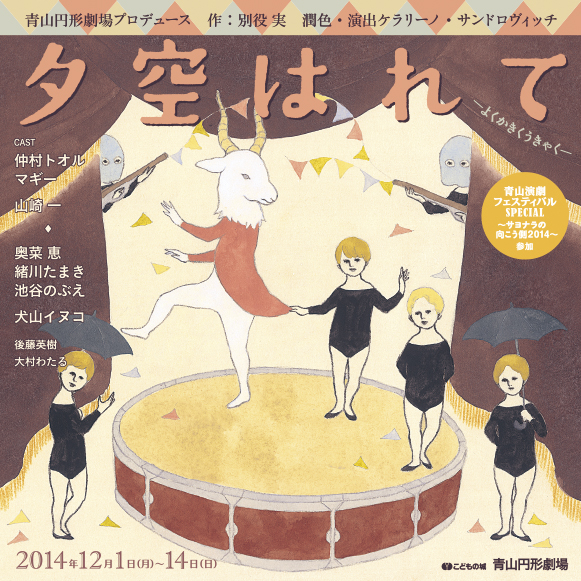 青山円形劇場プロデュース　作：別役 実　潤色・演出ケラリーノ・サンドロヴィッチ
夕空はれて
―よくかきくうきゃく―
CAST
仲村トオル
マギー
山崎 一
◆
奥菜 恵
緒川たまき
池谷のぶえ
犬山イヌコ
後藤英樹
大村わたる
青山演劇
フェスティバル
SPECIAL
～サヨナラの
向こう側2014～
参加
2014年12月1日(月)～14日(日)
こどもの城 青山円形劇場